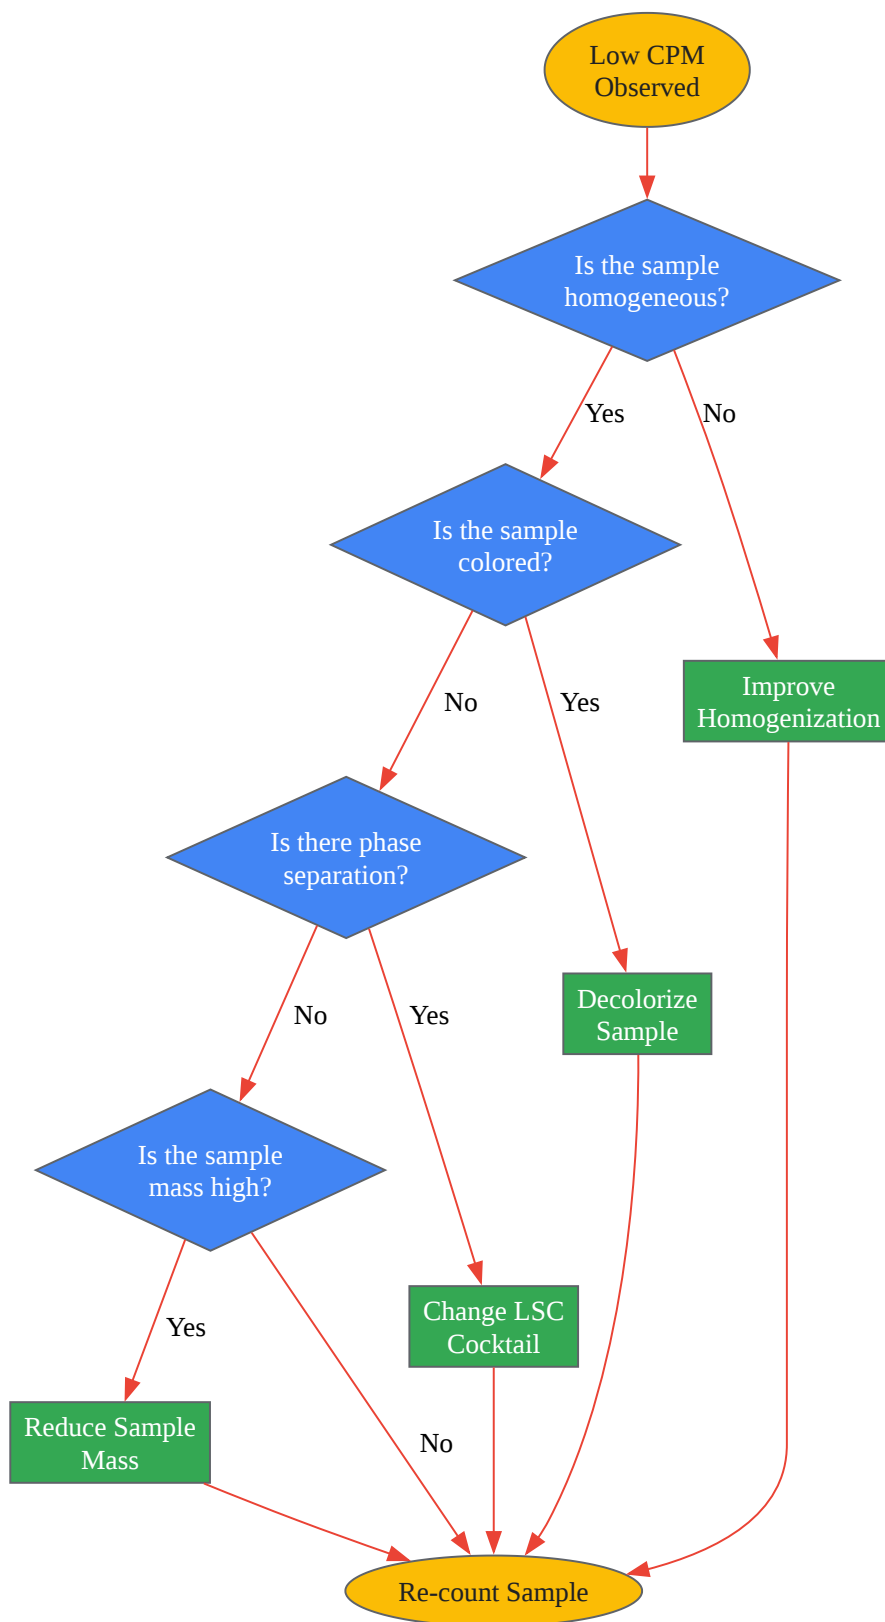 Low CPM
Observed
Is the sample
homogeneous?
Yes
No
Is the sample
colored?
No
Yes
Improve
Homogenization
Is there phase
separation?
Decolorize
Sample
No
Yes
Is the sample
mass high?
Change LSC
Cocktail
Yes
No
Reduce Sample
Mass
Re-count Sample